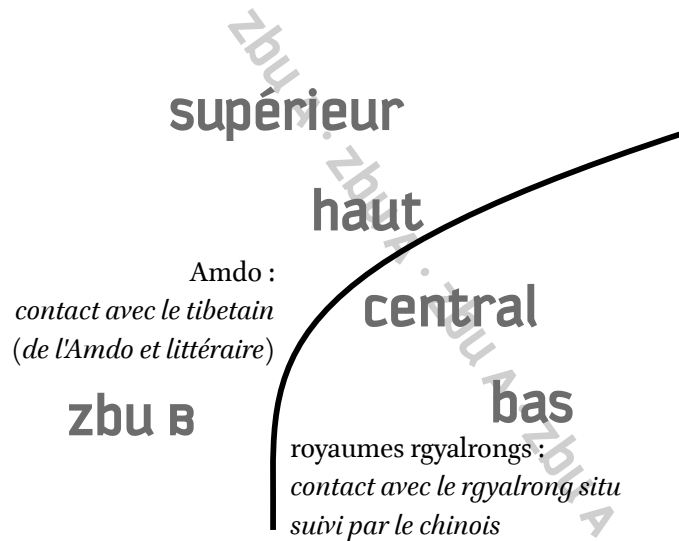 zbu A · zbu A · zbu A · zbu A
supérieur
haut
Amdo :
contact avec le tibetain
(de l'Amdo et littéraire)
central
zbu B
bas
royaumes rgyalrongs :
contact avec le rgyalrong situ
suivi par le chinois